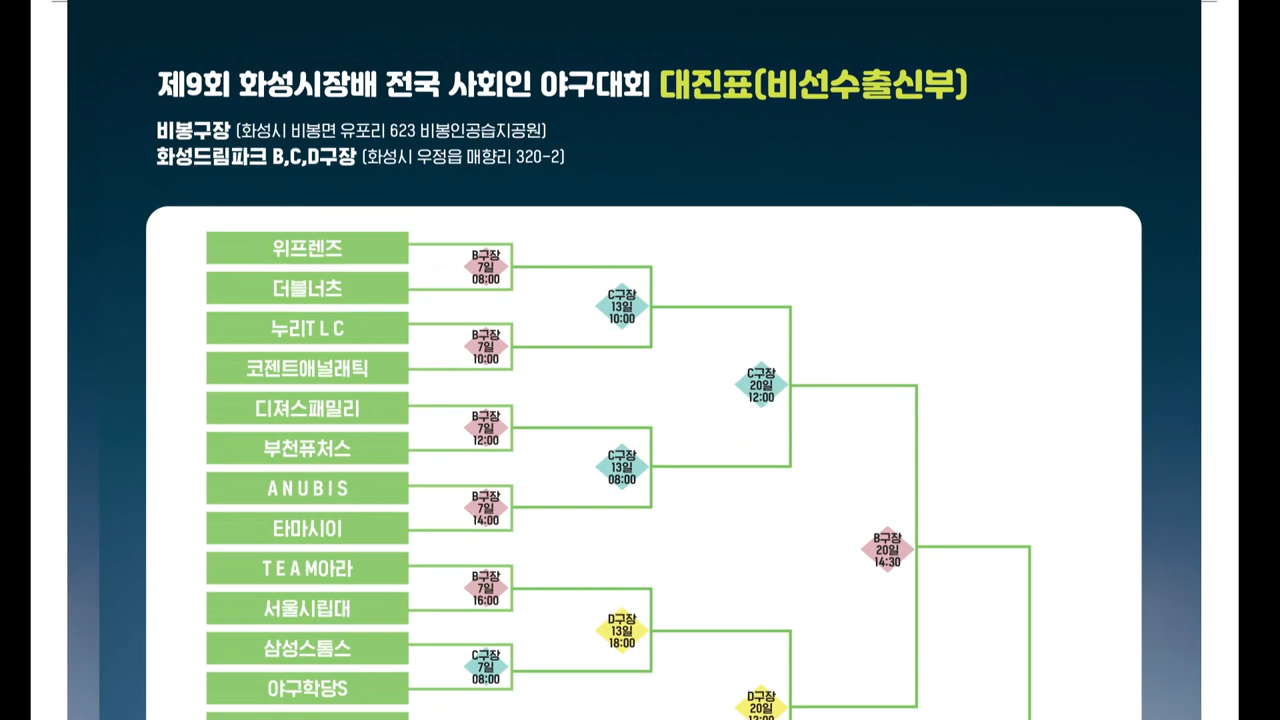 제9회 화성시장배 전국 사회인 야구대회 대진표(비선수출신부)
비봉구장 (화성시 비봉면 유포리 623 비봉인공습지공원)
화성드림파크 B,C,D구장 (화성시 우정읍 매향리 320-2)
위프렌즈
더블너츠
B구장
7일
08:00
누리T L C
코젠트애널래틱
B구장
7일
10:00
C구장
13일
10:00
디져스패밀리
부천퓨처스
B구장
7일
12:00
A N U B I S
타마시이
B구장
7일
14:00
C구장
13일
08:00
C구장
20일
12:00
T E A M아라
서울시립대
B구장
7일
16:00
삼성스톰스
야구학당S
C구장
7일
08:00
D구장
13일
18:00
D구장
20일
B구장
20일
14:30